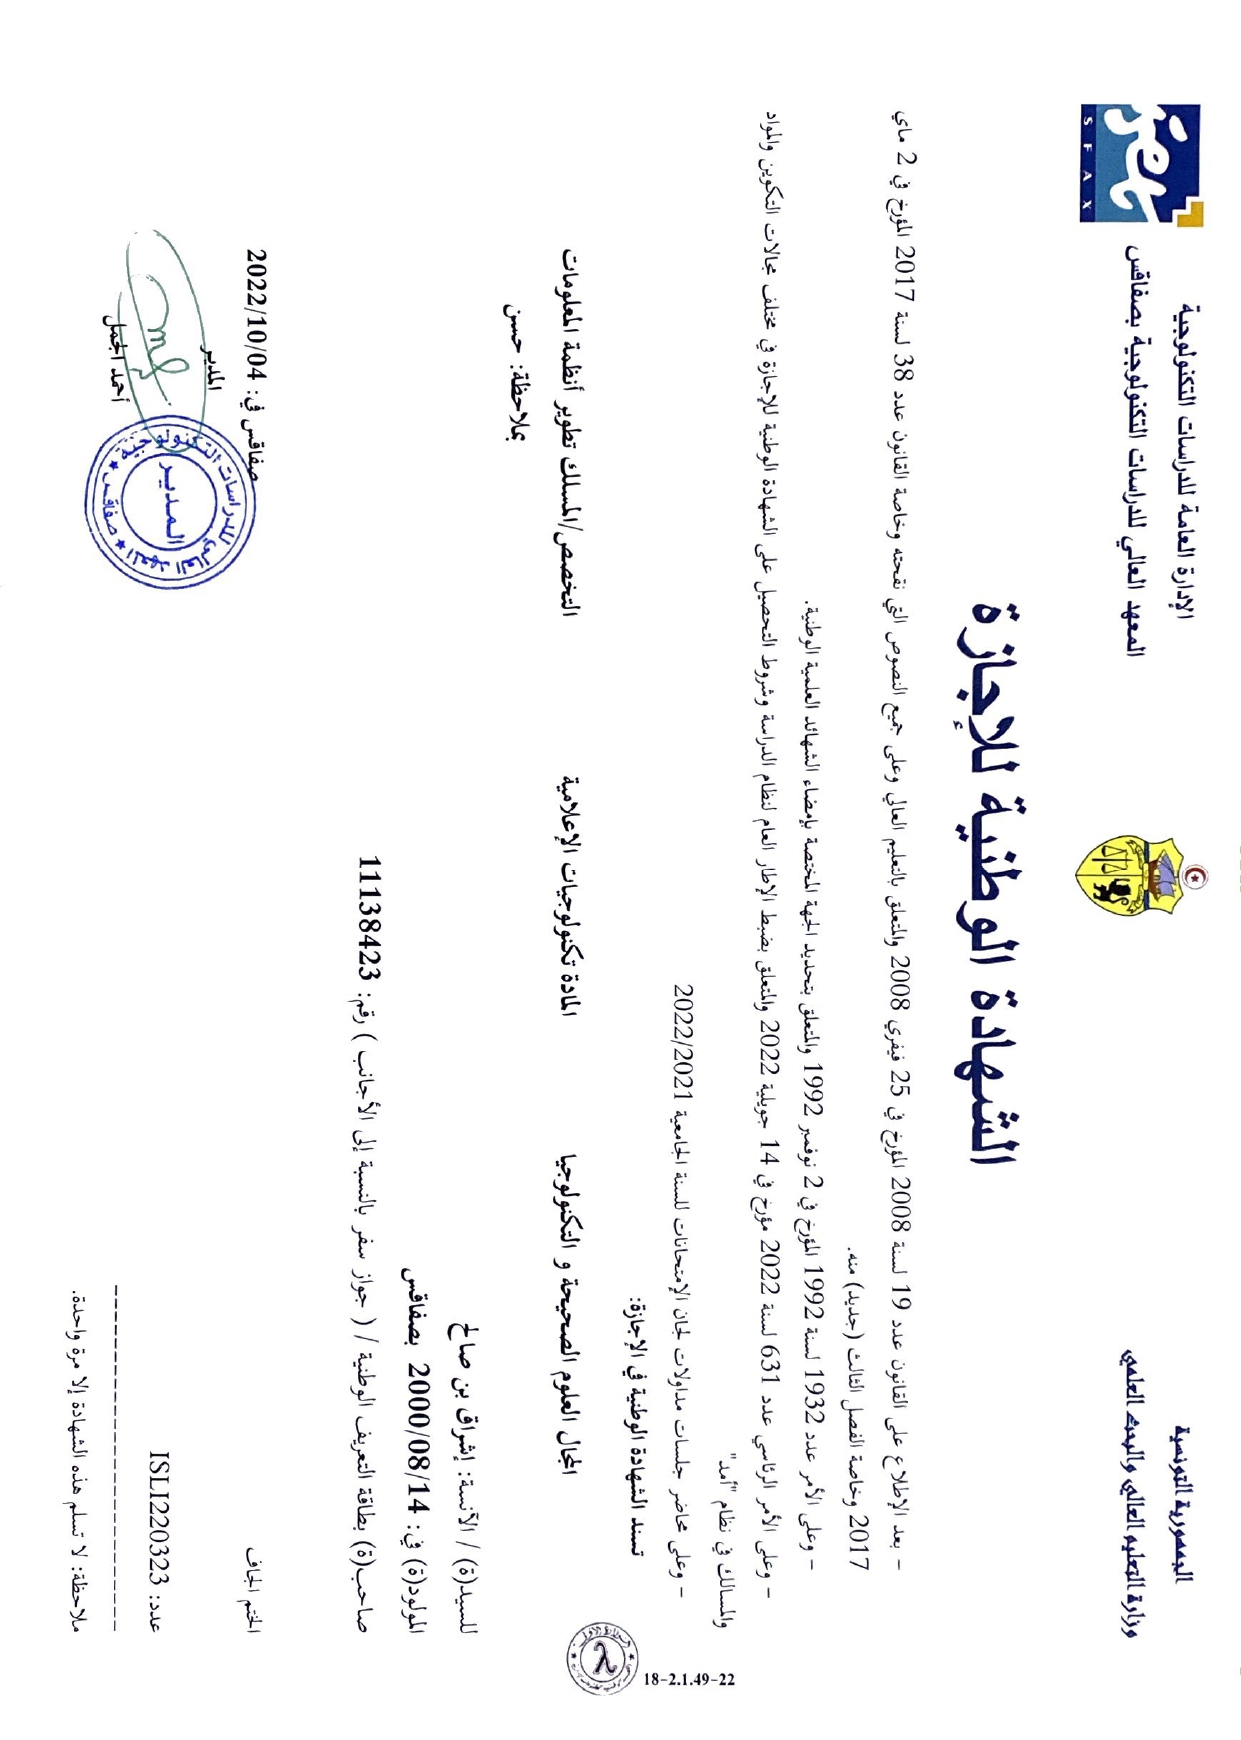 الجمهورية التونسية
وزارة التعليم العالي والبحث العلمي
الإدارة العامة للدراسات التكنولوجية
المعهد العالي للدراسات التكنولوجية بصفاقس
SFAX
الشهادة الوطنية للإجازة
- بعد الإطلاع على القانون عدد 19 لسنة 2008 المؤرخ في 25 فيفري 2008 والمتعلق بالتعليم العالي وعلى جميع النصوص التي نقحته وخاصة القانون عدد 38 لسنة 2017 المؤرخ في 2 ماي
2017 وخاصة الفصل الثالث (جديد) منه.
- وعلى الأمر عدد 1932 لسنة 1992 المؤرخ في 2 نوفمبر 1992 والمتعلق بتحديد الجهة المختصة بإمضاء الشهائد العلمية الوطنية.
- وعلى الأمر الرئاسي عدد 631 لسنة 2022 مؤرخ في 14 جويلية 2022 والمتعلق بضبط الإطار العام لنظام الدراسة وشروط التحصيل على الشهادة الوطنية للإجازة في مختلف مجالات التكوين والمواد
والمسالك في نظام "أمد"
- وعلى محاضر جلسات مداولات لجان الإمتحانات للسنة الجامعية 2022/2021
تسند الشهادة الوطنية في الإجازة:
18-2.1.49-22
المجال العلوم الصحيحة و التكنولوجيا المادة تكنولوجيات الإعلامية التخصص/المسلك تطوير أنظمة المعلومات
بملاحظة: حسن
للسيد(ة) / الآنسة: إشراق بن صالح
المولود(ة) في: 2000/08/14 بصفاقس
صاحب(ة) بطاقة التعريف الوطنية / ( جواز سفر بالنسبة إلى الأجانب ) رقم: 11138423
صفاقس في: 2022/10/04
المدير
المعهد العالي للدراسات التكنولوجية
المدير
صفاقس
أحمد الجمل
الختم الجاف
عدد: ISLI220323
ملاحظة: لا تسلم هذه الشهادة إلا مرة واحدة.